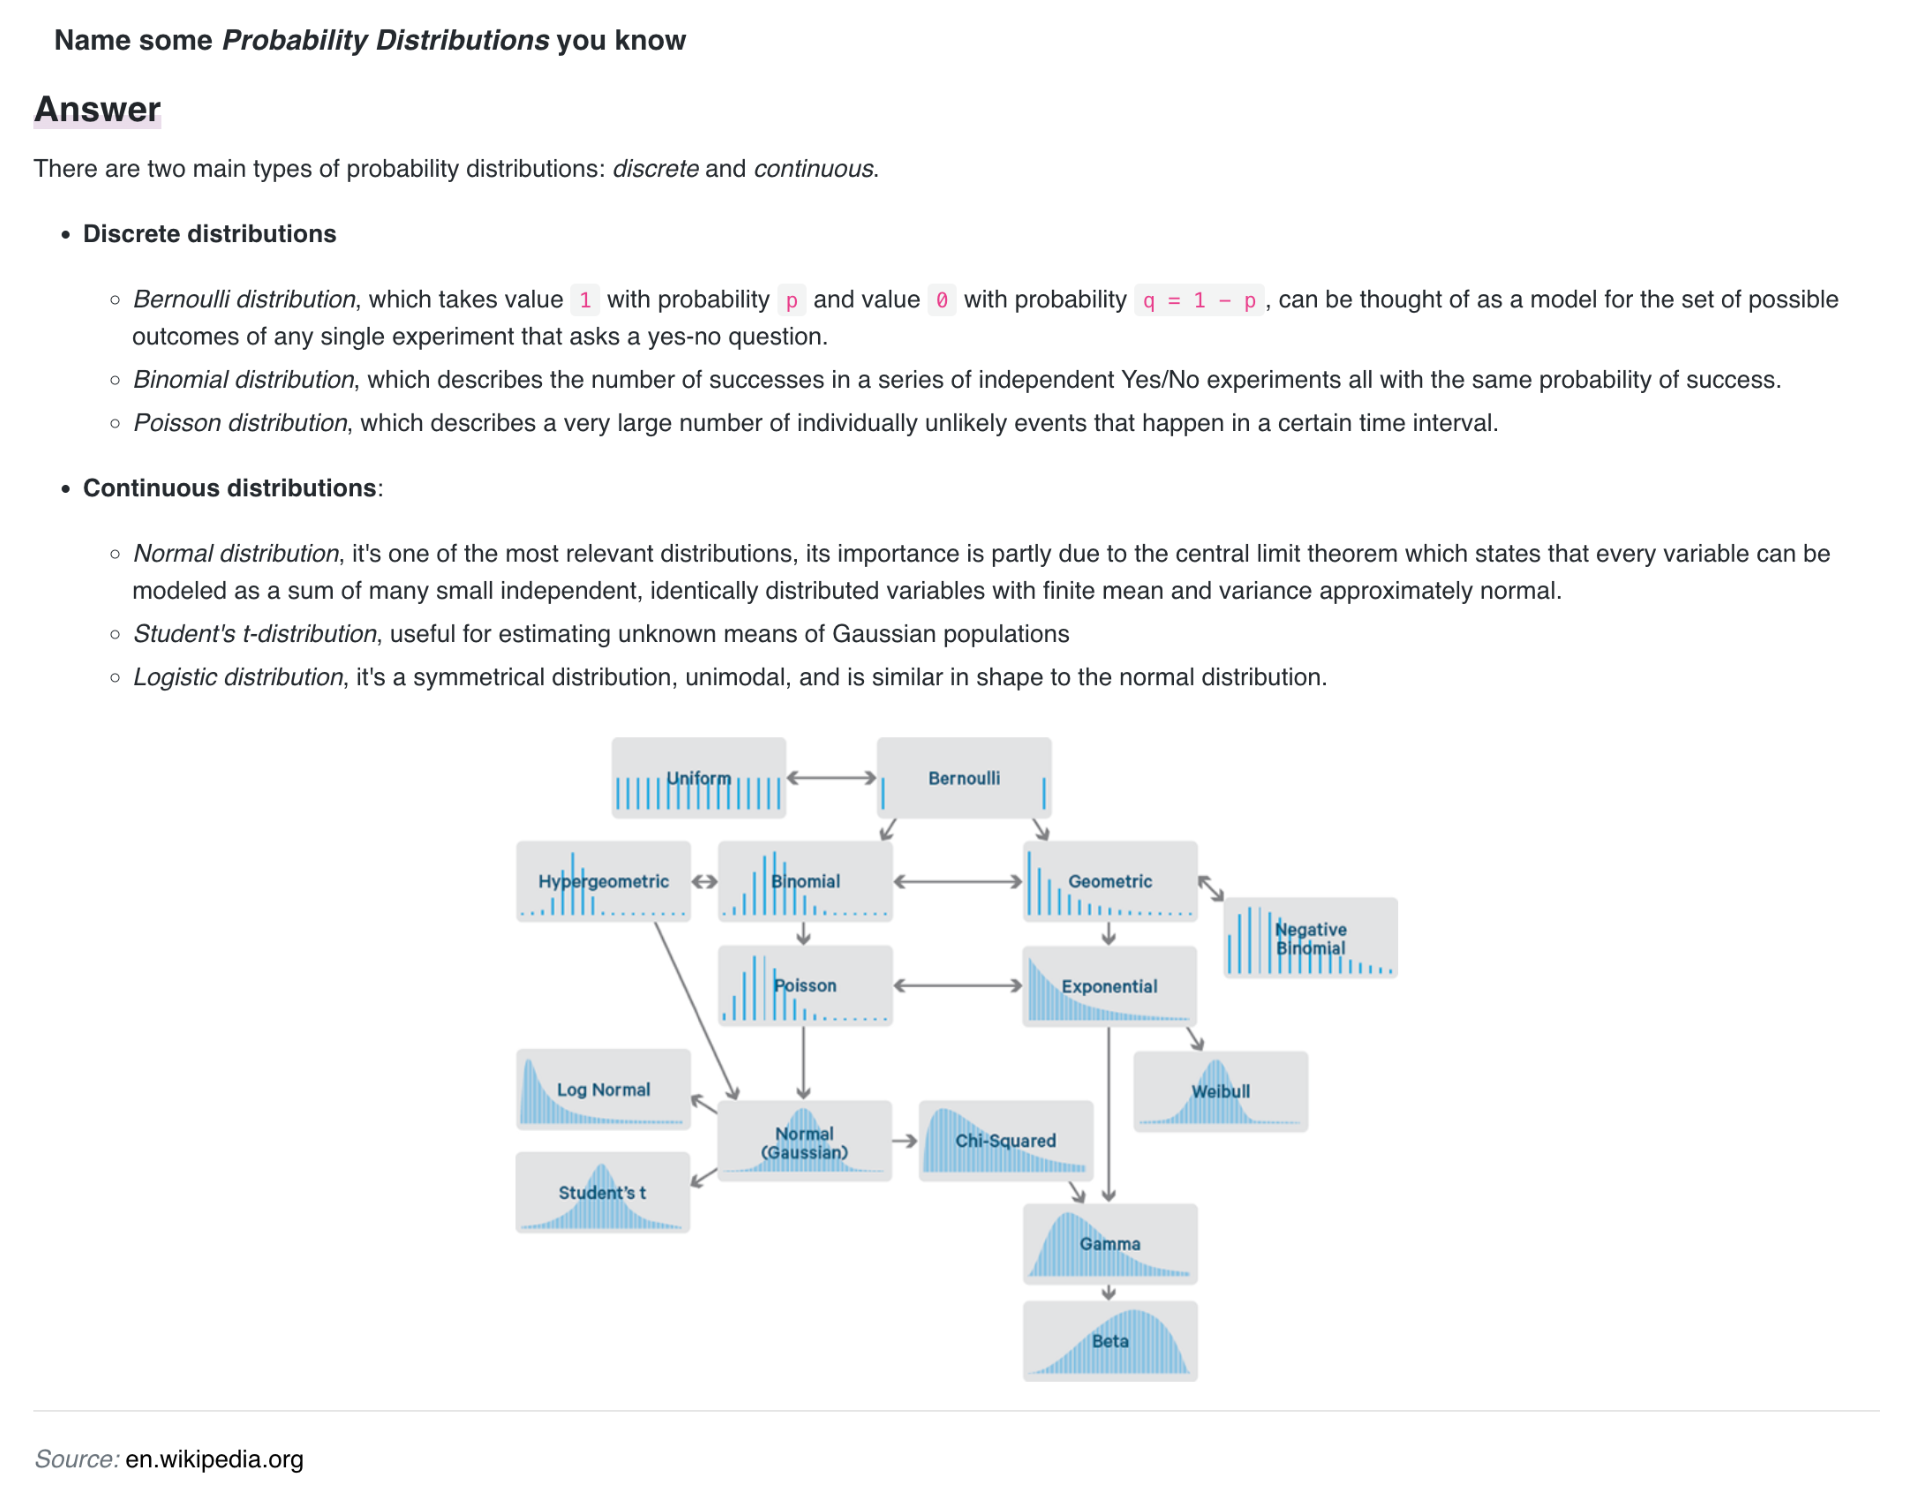 Name some Probability Distributions you know
Answer
There are two main types of probability distributions: discrete and continuous.
• Discrete distributions
○ Bernoulli distribution, which takes value 1 with probability p and value 0 with probability q = 1 − p, can be thought of as a model for the set of possible
outcomes of any single experiment that asks a yes-no question.
○ Binomial distribution, which describes the number of successes in a series of independent Yes/No experiments all with the same probability of success.
○ Poisson distribution, which describes a very large number of individually unlikely events that happen in a certain time interval.
• Continuous distributions:
○ Normal distribution, it's one of the most relevant distributions, its importance is partly due to the central limit theorem which states that every variable can be
modeled as a sum of many small independent, identically distributed variables with finite mean and variance approximately normal.
○ Student's t-distribution, useful for estimating unknown means of Gaussian populations
○ Logistic distribution, it's a symmetrical distribution, unimodal, and is similar in shape to the normal distribution.
Uniform
Bernoulli
Hypergeometric
Binomial
Geometric
Negative
Binomial
Poisson
Exponential
Log Normal
Weibull
Normal
(Gaussian)
Chi-Squared
Student's t
Gamma
Beta
Source: en.wikipedia.org